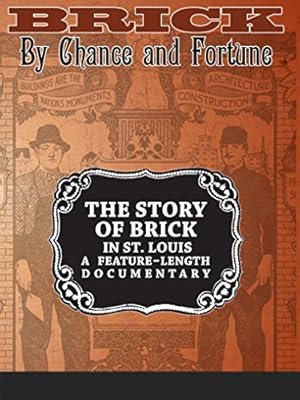 BRICK
By Chance and Fortune
BUILDINGS ARE THE
NATIONS MONUMENTS
ARCHITECTURE
CONSTRUCTION
THE STORY
OF BRICK
IN ST. LOUIS
A FEATURE-LENGTH
DOCUMENTARY